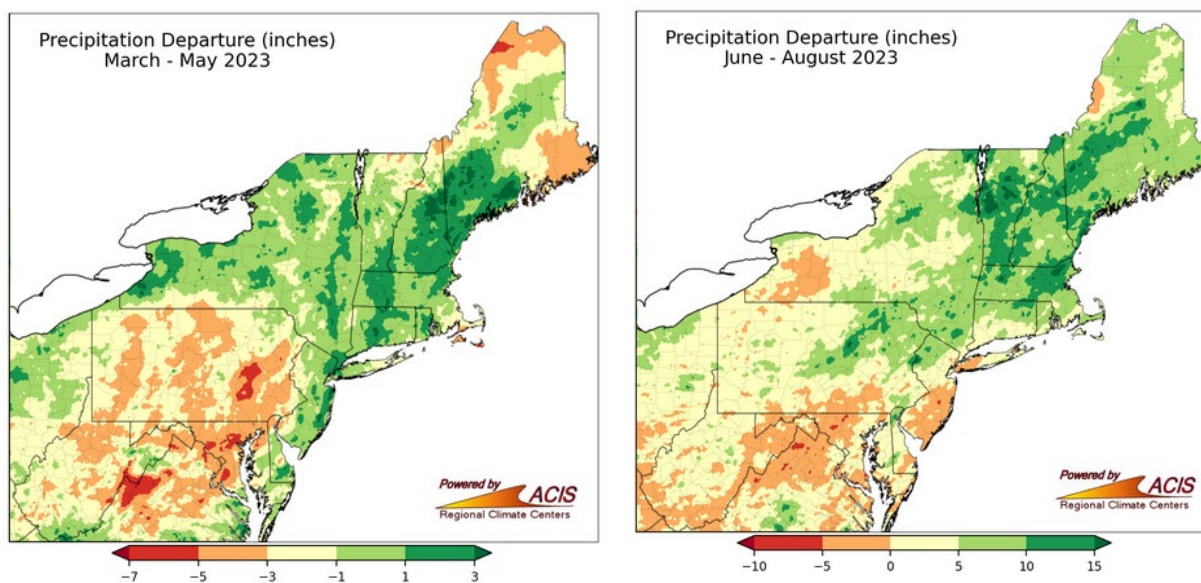 Precipitation Departure (inches)
March - May 2023
Powered by
ACIS
Regional Climate Centers
−7 −5 −3 −1 1 3
Precipitation Departure (inches)
June - August 2023
Powered by
ACIS
Regional Climate Centers
−10 −5 0 5 10 15